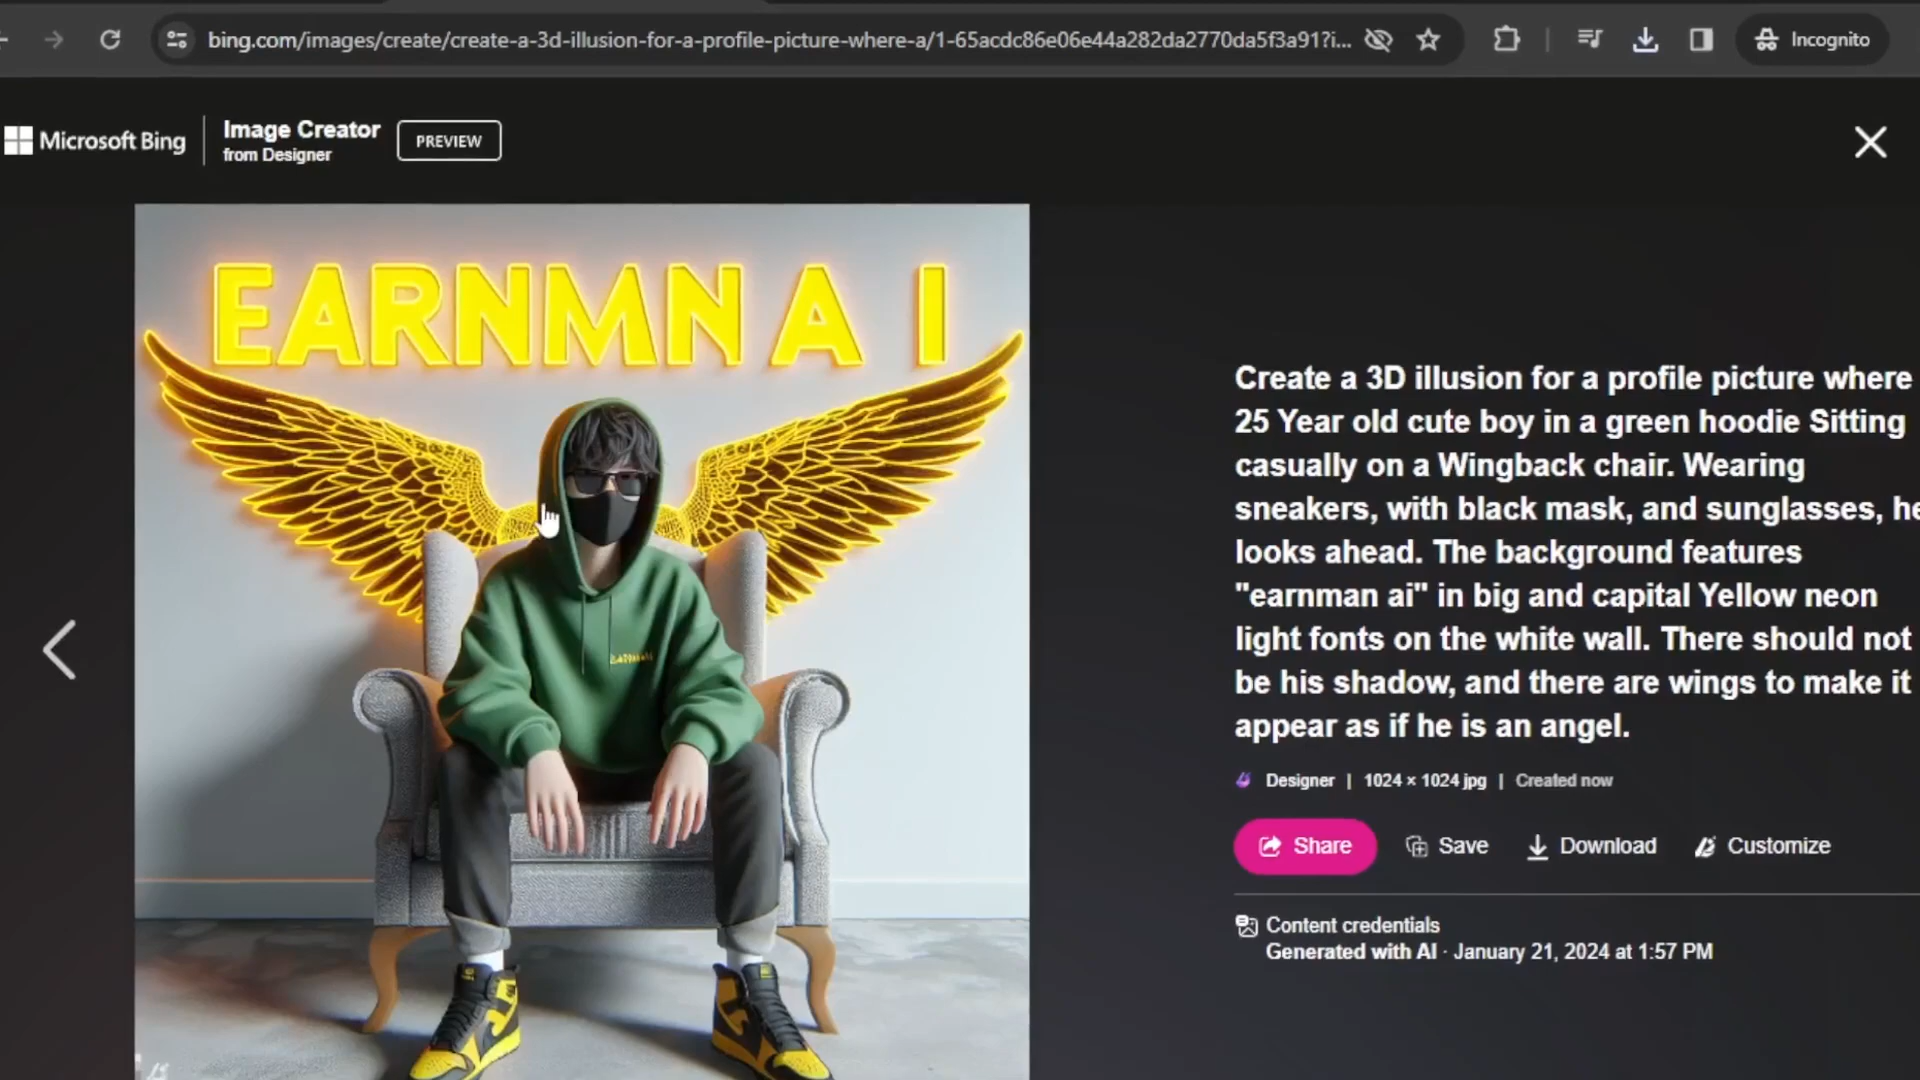 bing.com/images/create/create-a-3d-illusion-for-a-profile-picture-where-a/1-65acdc86e06e44a282da2770da5f3a91?i...
Incognito
Microsoft Bing
Image Creator
from Designer
PREVIEW
EARNMN A I
Create a 3D illusion for a profile picture where
25 Year old cute boy in a green hoodie Sitting
casually on a Wingback chair. Wearing
sneakers, with black mask, and sunglasses, he
looks ahead. The background features
"earnman ai" in big and capital Yellow neon
light fonts on the white wall. There should not
be his shadow, and there are wings to make it
appear as if he is an angel.
Designer | 1024 × 1024 jpg | Created now
Share
Save
Download
Customize
Content credentials
Generated with AI · January 21, 2024 at 1:57 PM